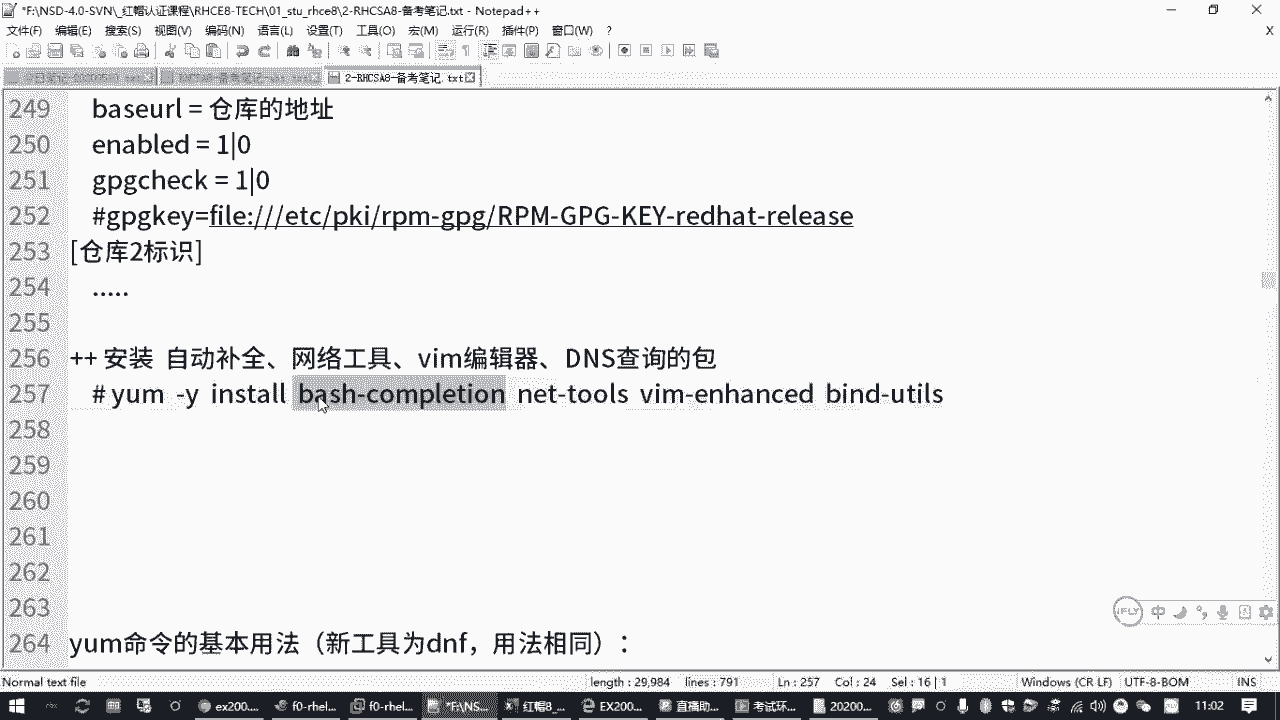 *F:\NSD-4.0-SVN\_红帽认证课程\RHCE8-TECH\01_stu_rhce8\2-RHCSA8-备考笔记.txt - Notepad++
文件(F) 编辑(E) 搜索(S) 视图(V) 编码(N) 语言(L) 设置(T) 工具(O) 宏(M) 运行(R) 插件(P) 窗口(W) ? X
2-RHCSA8-备考笔记.txt
249 baseurl = 仓库的地址
250 enabled = 1|0
251 gpgcheck = 1|0
252 #gpgkey=file:///etc/pki/rpm-gpg/RPM-GPG-KEY-redhat-release
253 [仓库2标识]
254 .....
255
256 ++ 安装 自动补全、网络工具、vim编辑器、DNS查询的包
257 # yum -y install bash-completion net-tools vim-enhanced bind-utils
258
259
260
261
262
263
264 yum命令的基本用法（新工具为dnf，用法相同）：
iFLY 中
Normal text file length : 29,984 lines : 791 Ln : 257 Col : 24 Sel : 16 | 1 Windows (CR LF) UTF-8-BOM INS
ex200... f0-rhel... f0-rhel... *F:\NS... 红帽8_... EX200... 直播助... 考试环... 20200... 11:02